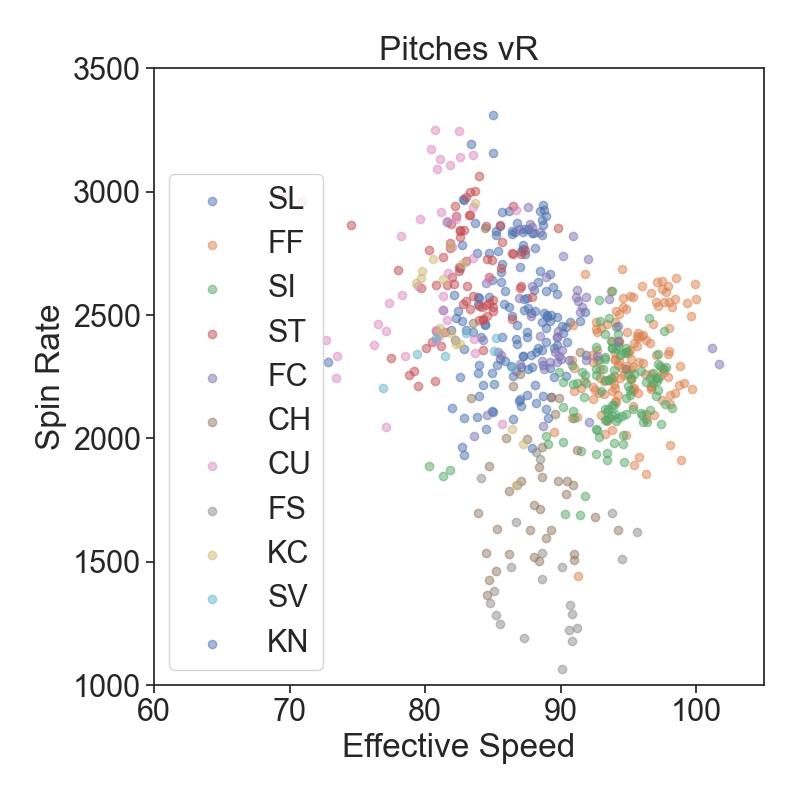 Pitches vR
3500
3000
2500
2000
1500
1000
Spin Rate
SL
FF
SI
ST
FC
CH
CU
FS
KC
SV
KN
60 70 80 90 100
Effective Speed